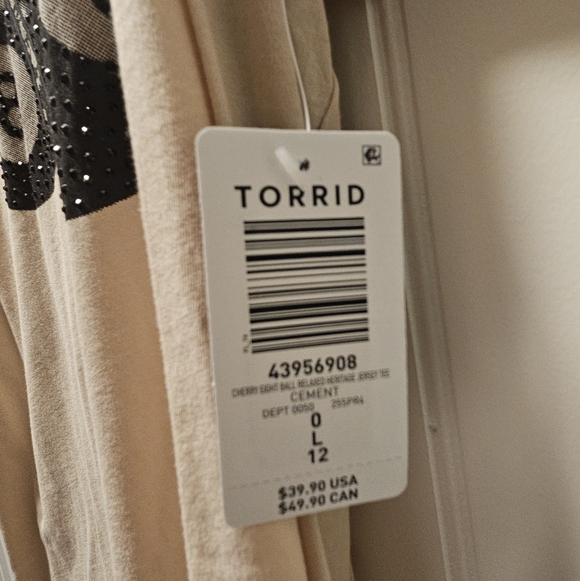 TORRID
43956908
CHERRY EIGHT BALL RELAXED HERITAGE JERSEY TEE
CEMENT
DEPT 0050 255PR4
0
L
12
$39.90 USA
$49.90 CAN